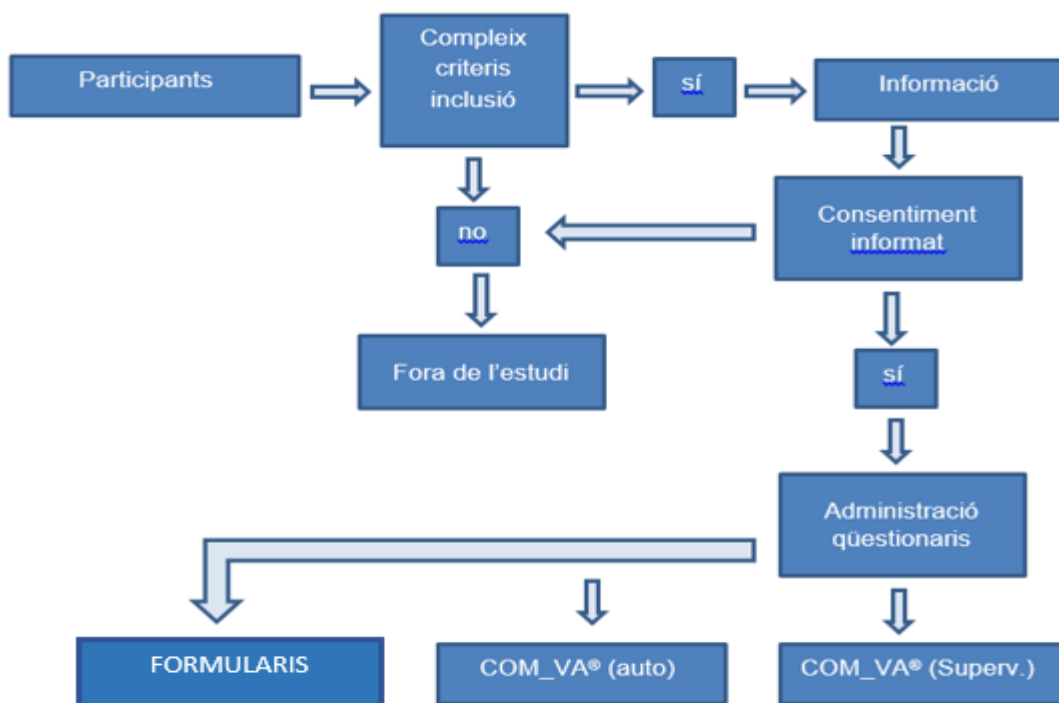 Participants
Compleix
criteris
inclusió
sí
Informació
no
Consentiment
informat
Fora de l'estudi
sí
Administració
qüestionaris
FORMULARIS
COM_VA® (auto)
COM_VA® (Superv.)